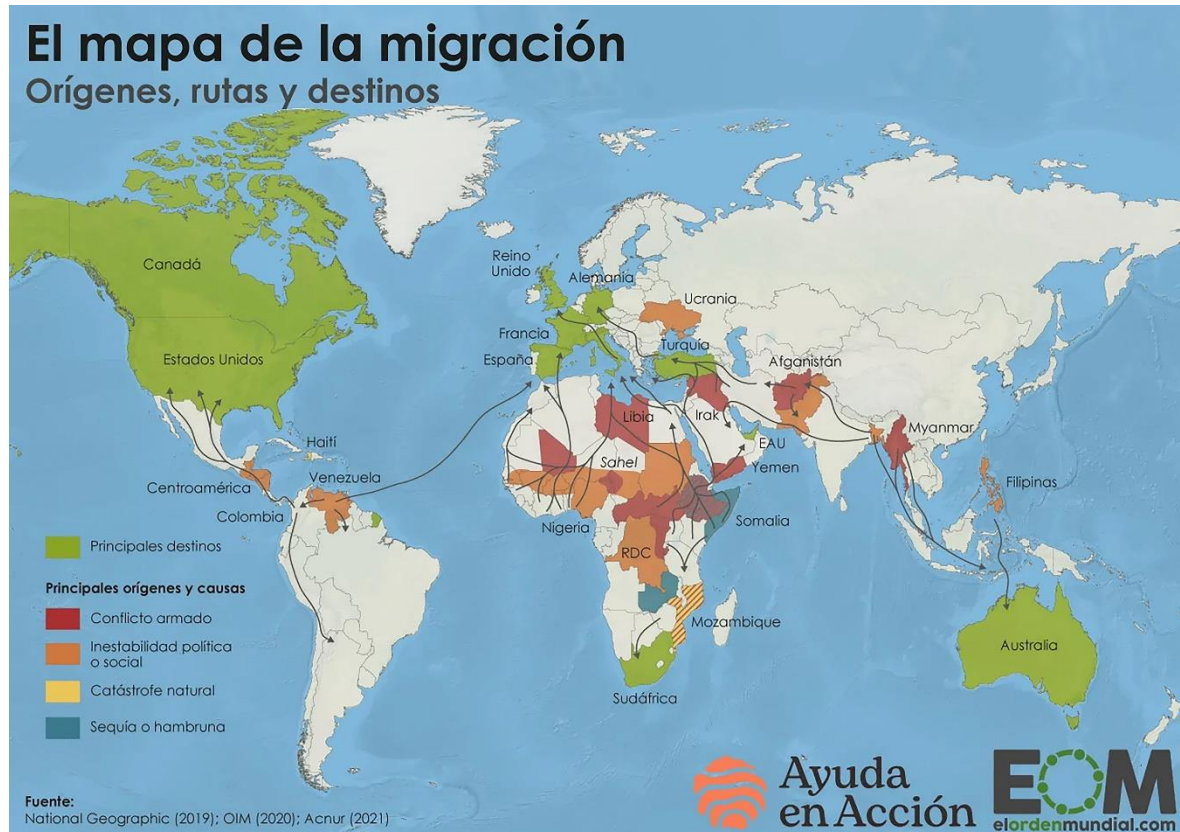 El mapa de la migración
Orígenes, rutas y destinos
Canadá
Estados Unidos
Reino
Unido
Alemania
Ucrania
Francia
España
Turquía
Afganistán
Libia
Irak
Myanmar
EAU
Haití
Sahel
Yemen
Centroamérica
Venezuela
Filipinas
Colombia
Nigeria
Somalia
RDC
Mozambique
Australia
Sudáfrica
Principales destinos
Principales orígenes y causas
Conflicto armado
Inestabilidad política
o social
Catástrofe natural
Sequía o hambruna
Fuente:
National Geographic (2019); OIM (2020); Acnur (2021)
Ayuda
en Acción
EOM
elordenmundial.com